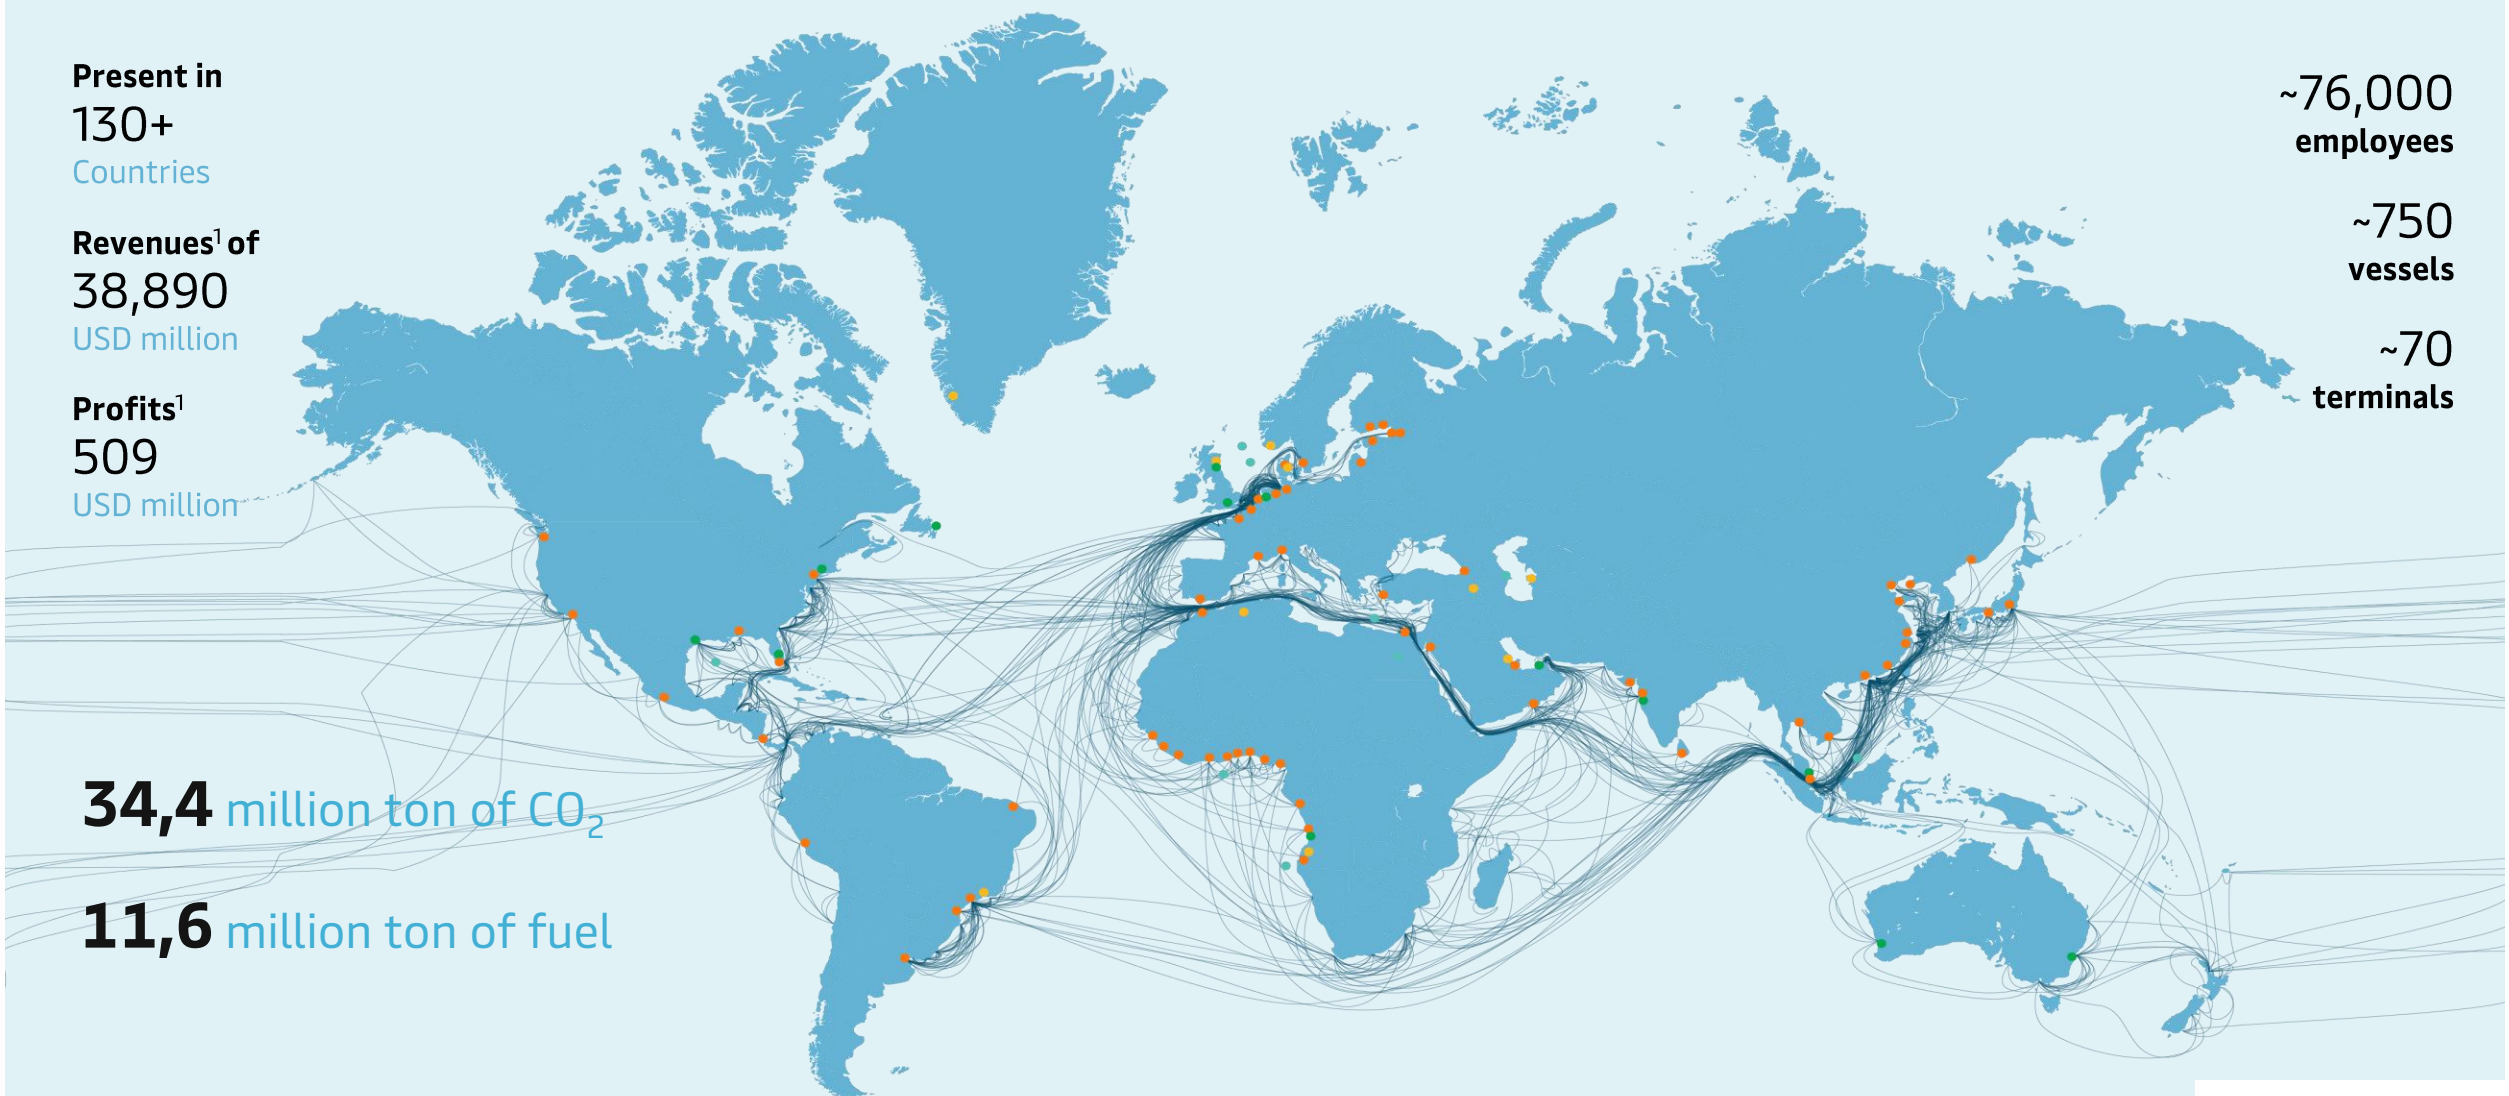 Present in
130+
Countries
Revenues¹ of
38,890
USD million
Profits¹
509
USD million
~76,000
employees
~750
vessels
~70
terminals
34,4 million ton of CO₂
11,6 million ton of fuel